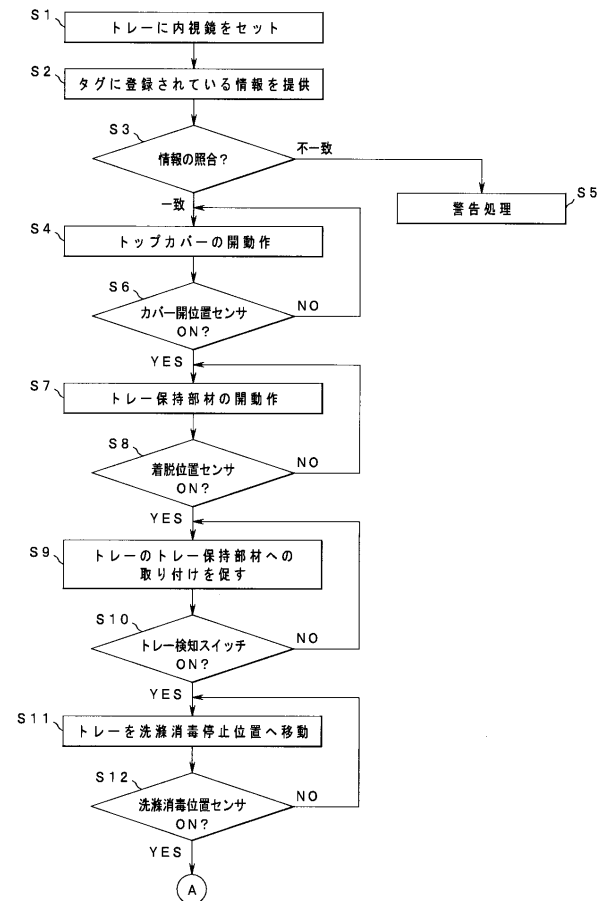 S1
トレーに内視鏡をセット
S2
タグに登録されている情報を提供
S3
情報の照合?
不一致
一致
S5
警告処理
S4
トップカバーの開動作
S6
カバー開位置センサ
ON?
NO
YES
S7
トレー保持部材の開動作
S8
着脱位置センサ
ON?
NO
YES
S9
トレーのトレー保持部材への
取り付けを促す
S10
トレー検知スイッチ
ON?
NO
YES
S11
トレーを洗滌消毒停止位置へ移動
S12
洗滌消毒位置センサ
ON?
NO
YES
A